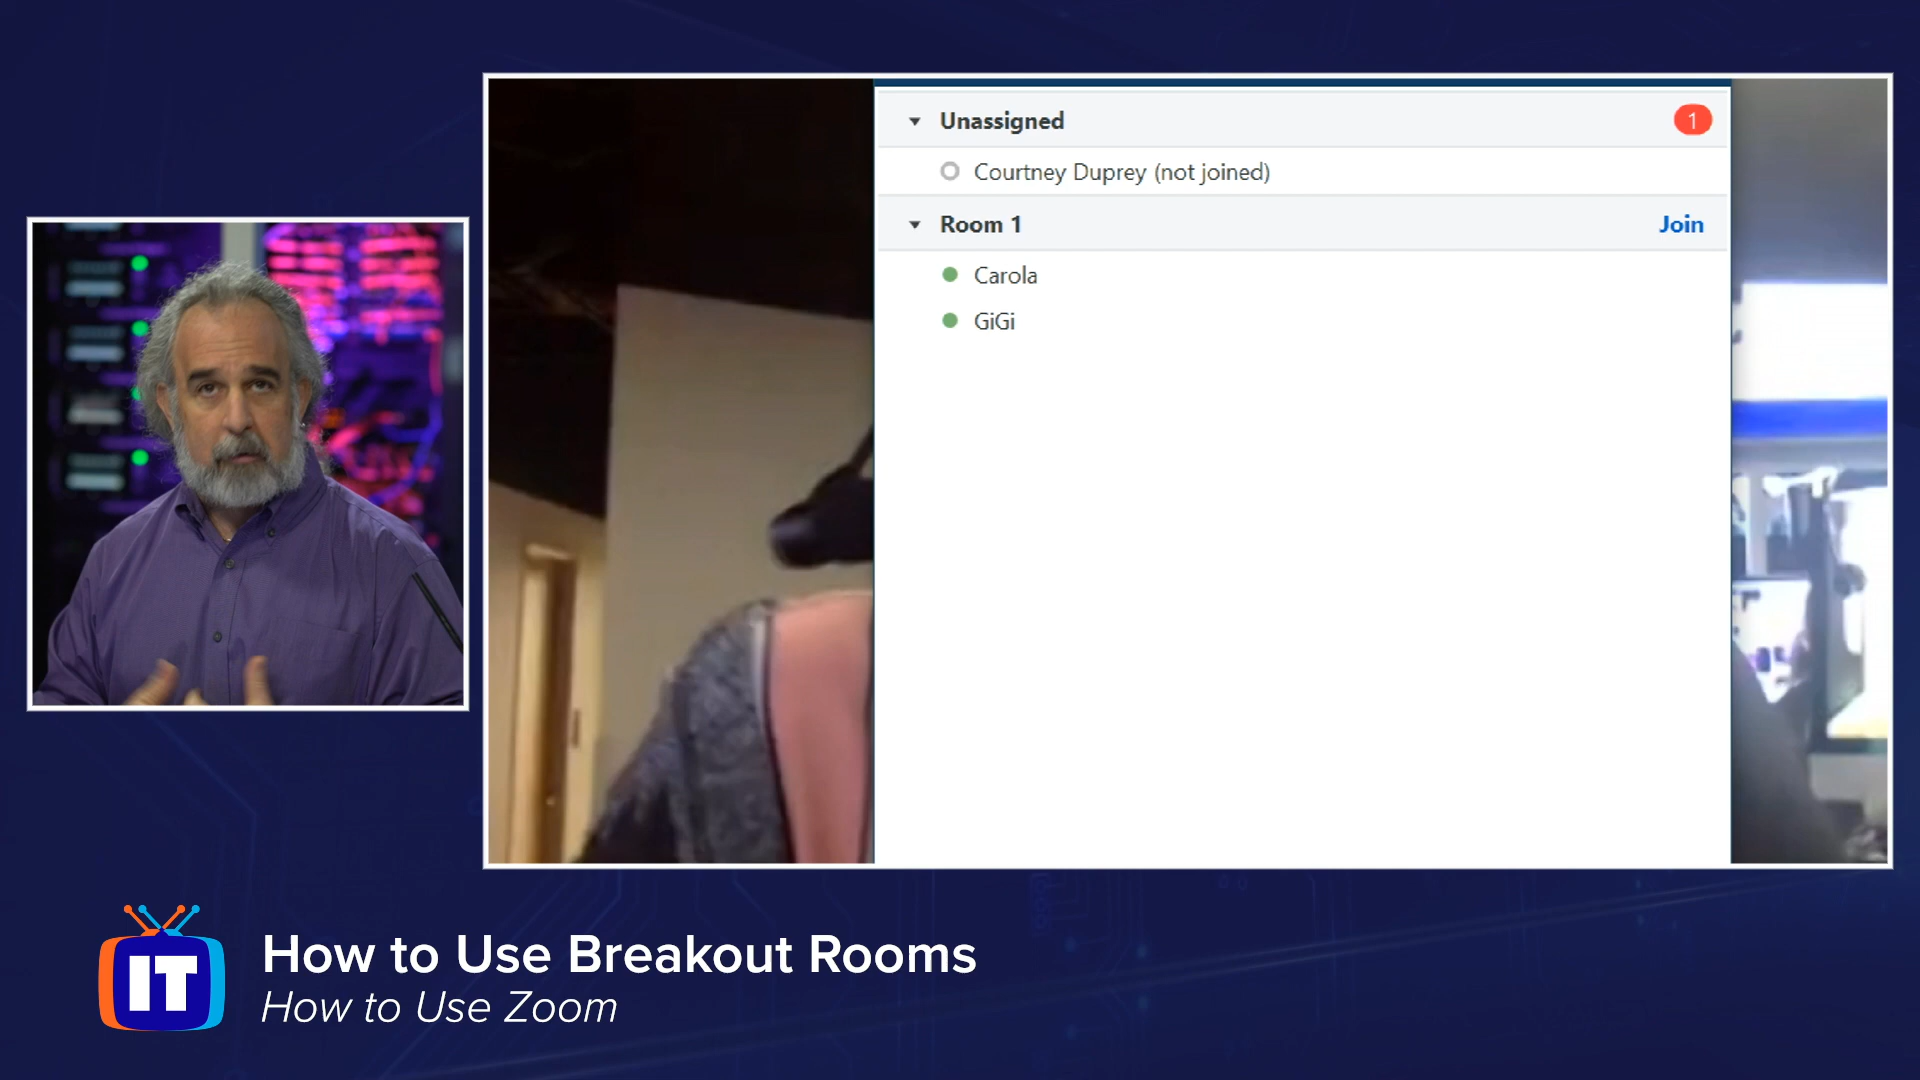 Unassigned
1
Courtney Duprey (not joined)
Room 1
Join
Carola
GiGi
IT
How to Use Breakout Rooms
How to Use Zoom